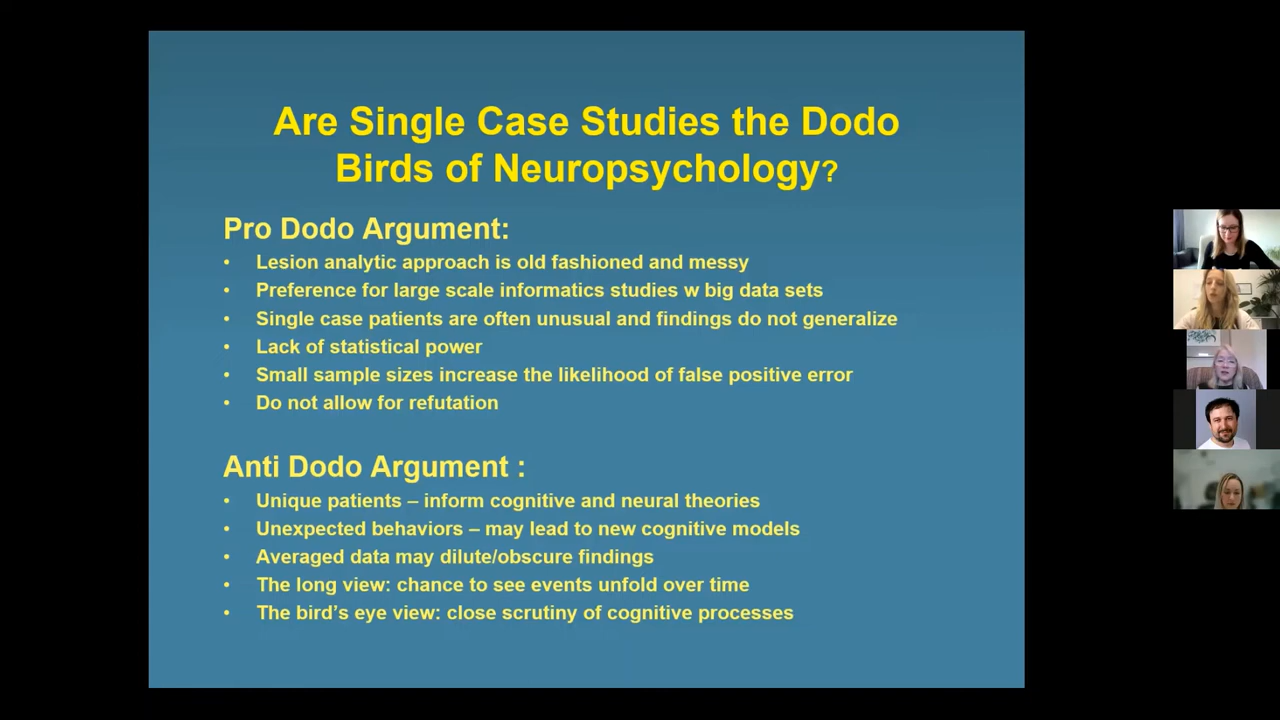 Are Single Case Studies the Dodo
Birds of Neuropsychology?
Pro Dodo Argument:
• Lesion analytic approach is old fashioned and messy
• Preference for large scale informatics studies w big data sets
• Single case patients are often unusual and findings do not generalize
• Lack of statistical power
• Small sample sizes increase the likelihood of false positive error
• Do not allow for refutation
Anti Dodo Argument :
• Unique patients – inform cognitive and neural theories
• Unexpected behaviors – may lead to new cognitive models
• Averaged data may dilute/obscure findings
• The long view: chance to see events unfold over time
• The bird's eye view: close scrutiny of cognitive processes